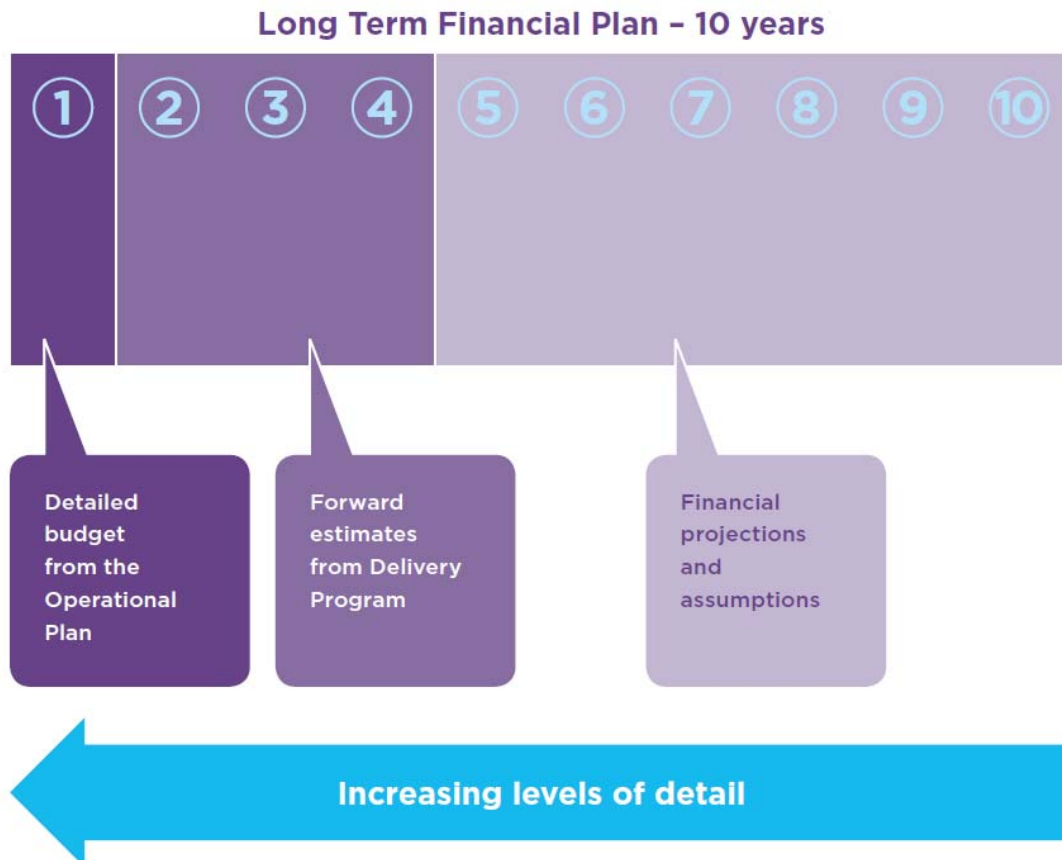 Long Term Financial Plan – 10 years
1 2 3 4 5 6 7 8 9 10
Detailed
budget
from the
Operational
Plan
Forward
estimates
from Delivery
Program
Financial
projections
and
assumptions
Increasing levels of detail